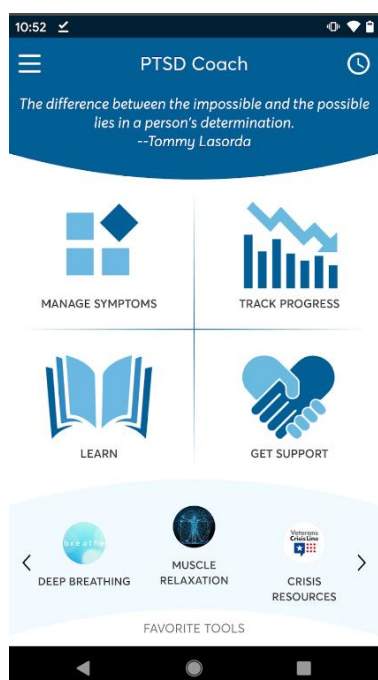 10:52
PTSD Coach
The difference between the impossible and the possible
lies in a person's determination.
--Tommy Lasorda
MANAGE SYMPTOMS
TRACK PROGRESS
LEARN
GET SUPPORT
breathe
Veterans
Crisis Line
DEEP BREATHING
MUSCLE
RELAXATION
CRISIS
RESOURCES
FAVORITE TOOLS